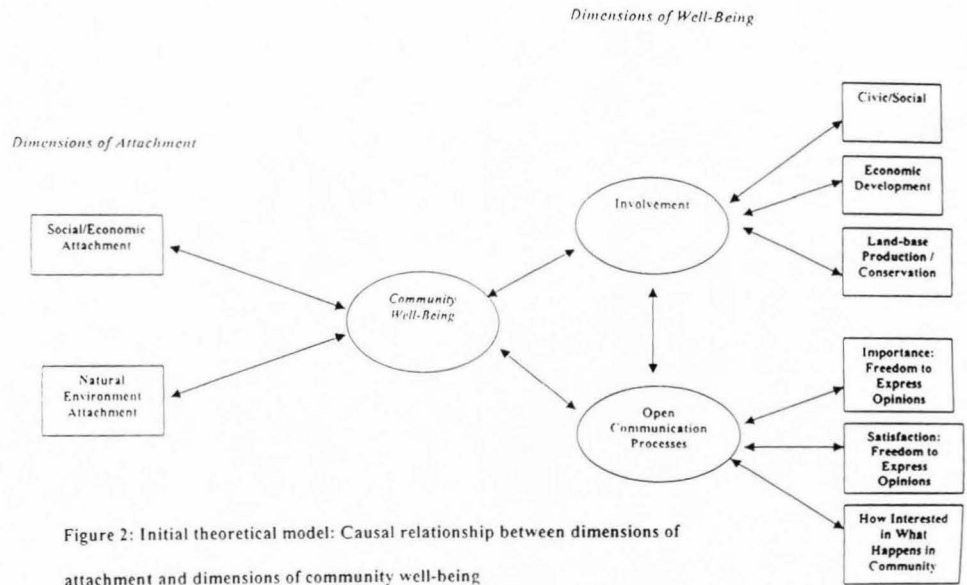 Dimensions of Well-Being
Dimensions of Attachment
Social/Economic
Attachment
Natural
Environment
Attachment
Community
Well-Being
Involvement
Open
Communication
Processes
Civic/Social
Economic
Development
Land-base
Production /
Conservation
Importance:
Freedom to
Express
Opinions
Satisfaction:
Freedom to
Express
Opinions
How Interested
in What
Happens in
Community
Figure 2: Initial theoretical model: Causal relationship between dimensions of
attachment and dimensions of community well-being